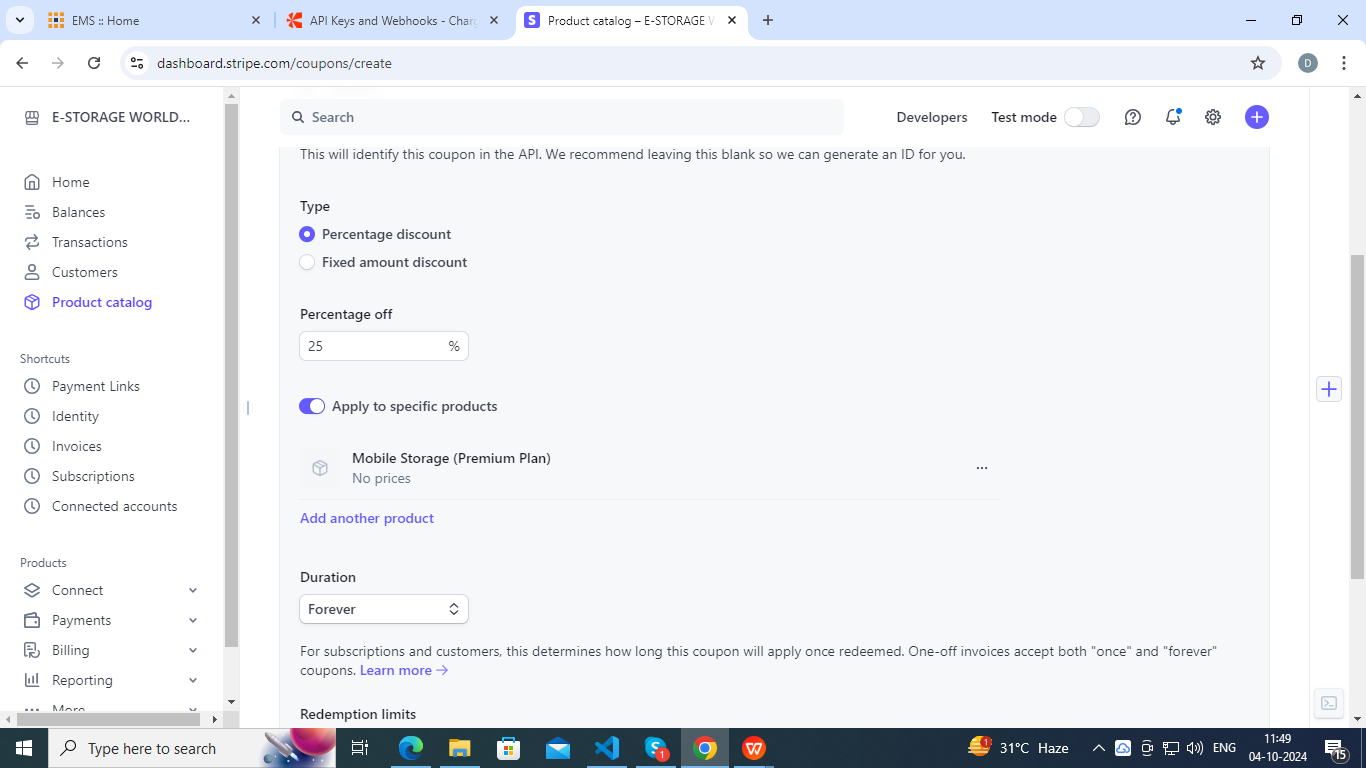 EMS :: Home
API Keys and Webhooks - Charg
Product catalog – E-STORAGE W
dashboard.stripe.com/coupons/create
D
E-STORAGE WORLD...
Search
Developers
Test mode
This will identify this coupon in the API. We recommend leaving this blank so we can generate an ID for you.
Home
Balances
Transactions
Customers
Product catalog
Shortcuts
Payment Links
Identity
Invoices
Subscriptions
Connected accounts
Products
Connect
Payments
Billing
Reporting
More
Type
Percentage discount
Fixed amount discount
Percentage off
25 %
Apply to specific products
Mobile Storage (Premium Plan)
No prices
Add another product
Duration
Forever
For subscriptions and customers, this determines how long this coupon will apply once redeemed. One-off invoices accept both "once" and "forever"
coupons. Learn more →
Redemption limits
Type here to search
1
1
31°C Haze
ENG
11:49
04-10-2024
15